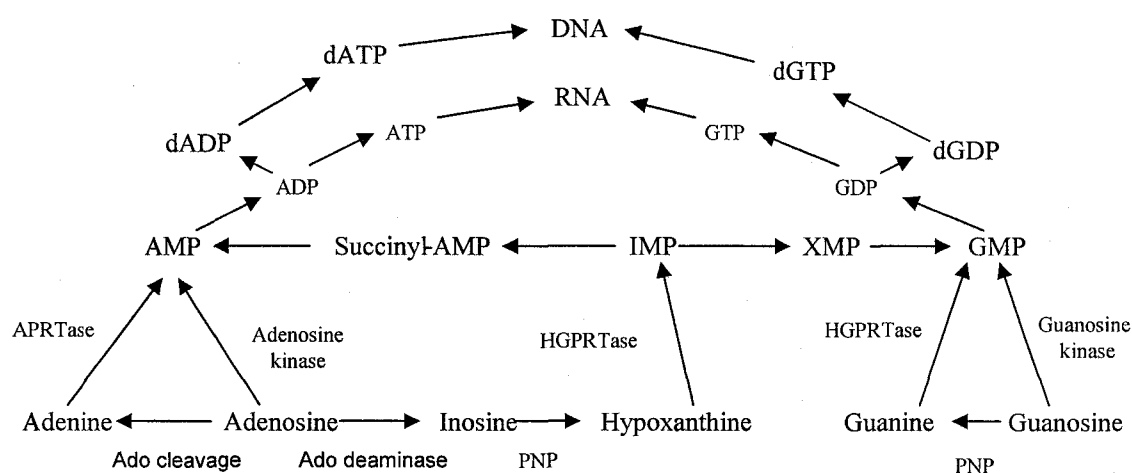 DNA
dATP
dGTP
RNA
dADP
ATP
GTP
dGDP
ADP
GDP
AMP Succinyl-AMP IMP XMP GMP
APRTase
Adenosine
kinase
HGPRTase
HGPRTase
Guanosine
kinase
Adenine Adenosine Inosine Hypoxanthine Guanine Guanosine
Ado cleavage Ado deaminase PNP PNP